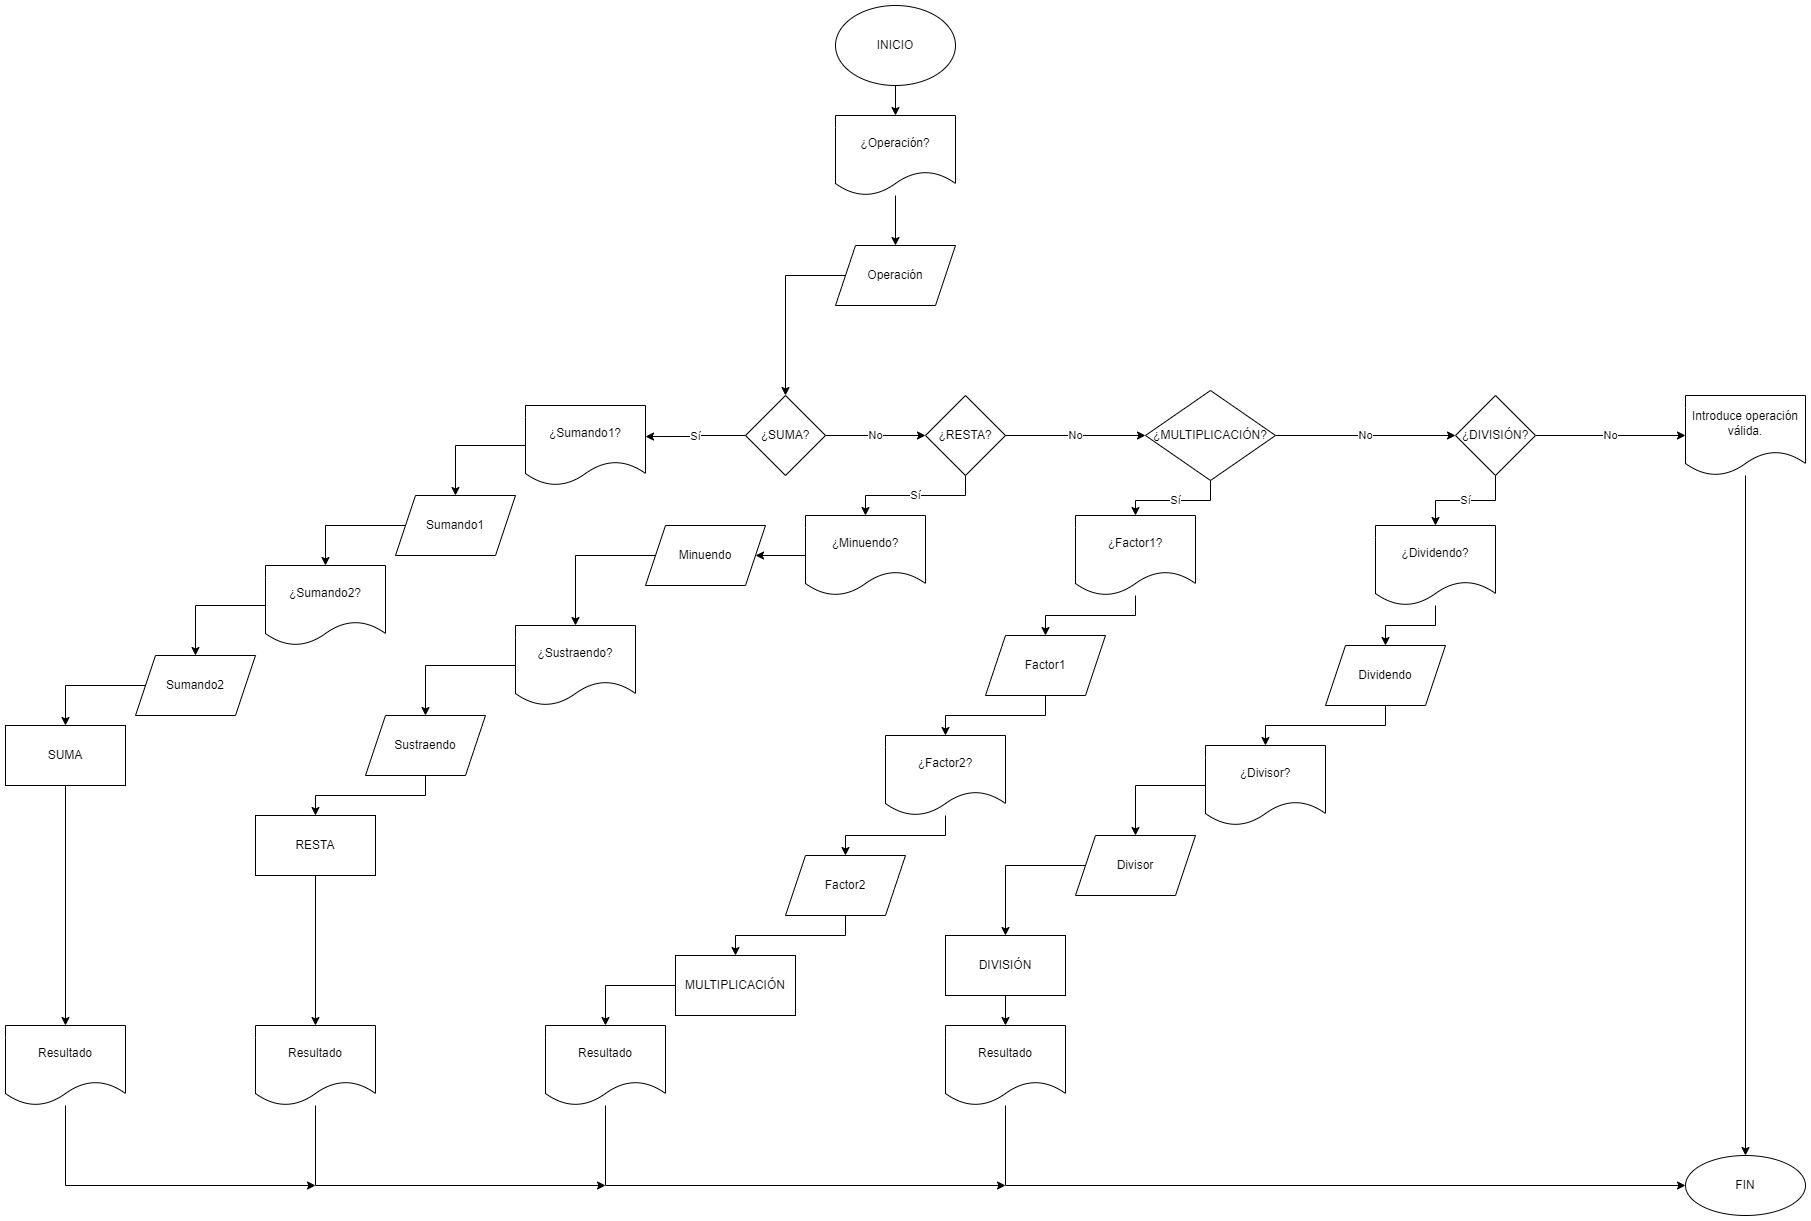 INICIO
¿Operación?
Operación
¿Sumando1?
Sí
¿SUMA?
No
¿RESTA?
No
¿MULTIPLICACIÓN?
No
¿DIVISIÓN?
No
Introduce operación
válida.
Sí
Sí
Sí
Sumando1
Minuendo
¿Minuendo?
¿Factor1?
¿Dividendo?
¿Sumando2?
¿Sustraendo?
Factor1
Dividendo
Sumando2
Sustraendo
¿Factor2?
¿Divisor?
SUMA
RESTA
Factor2
Divisor
MULTIPLICACIÓN
DIVISIÓN
Resultado
Resultado
Resultado
Resultado
FIN